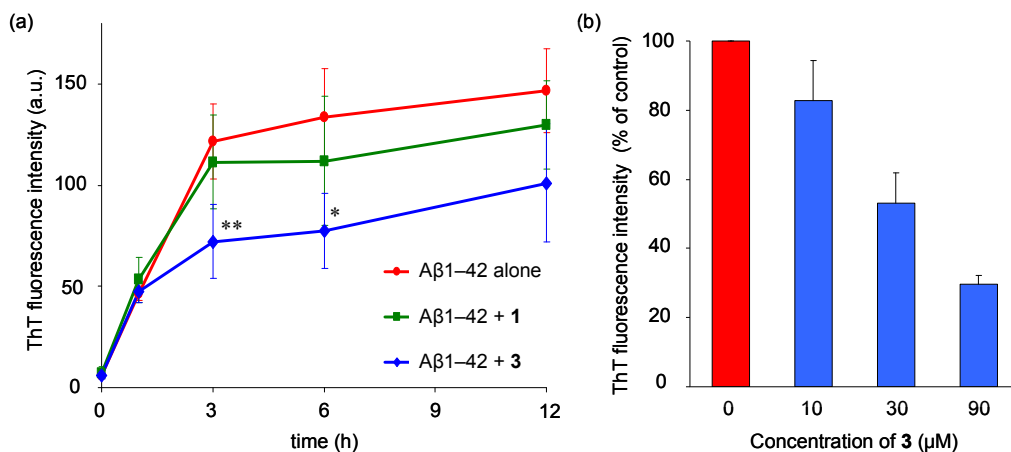 (a)
ThT fluorescence intensity (a.u.)
150
100
50
0
**
*
Aβ1–42 alone
Aβ1–42 + 1
Aβ1–42 + 3
0 3 6 9 12
time (h)
(b)
ThT fluorescence intensity (% of control)
100
80
60
40
20
0
0 10 30 90
Concentration of 3 (µM)